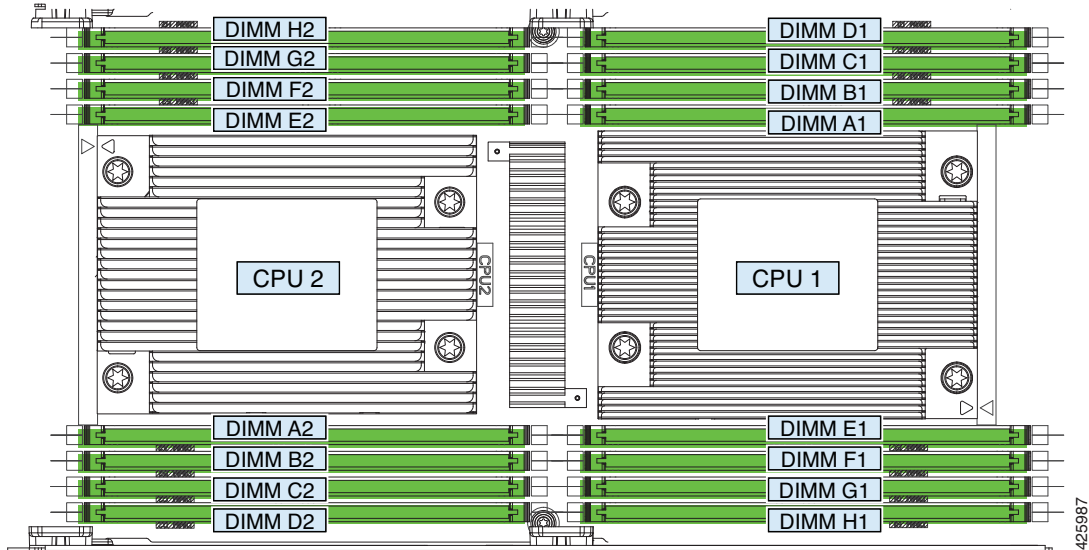 DIMM H2
DIMM D1
DIMM G2
DIMM C1
DIMM F2
DIMM B1
DIMM E2
DIMM A1
CPU 2
CPU2
CPU1
CPU 1
DIMM A2
DIMM E1
DIMM B2
DIMM F1
DIMM C2
DIMM G1
DIMM D2
DIMM H1
425987